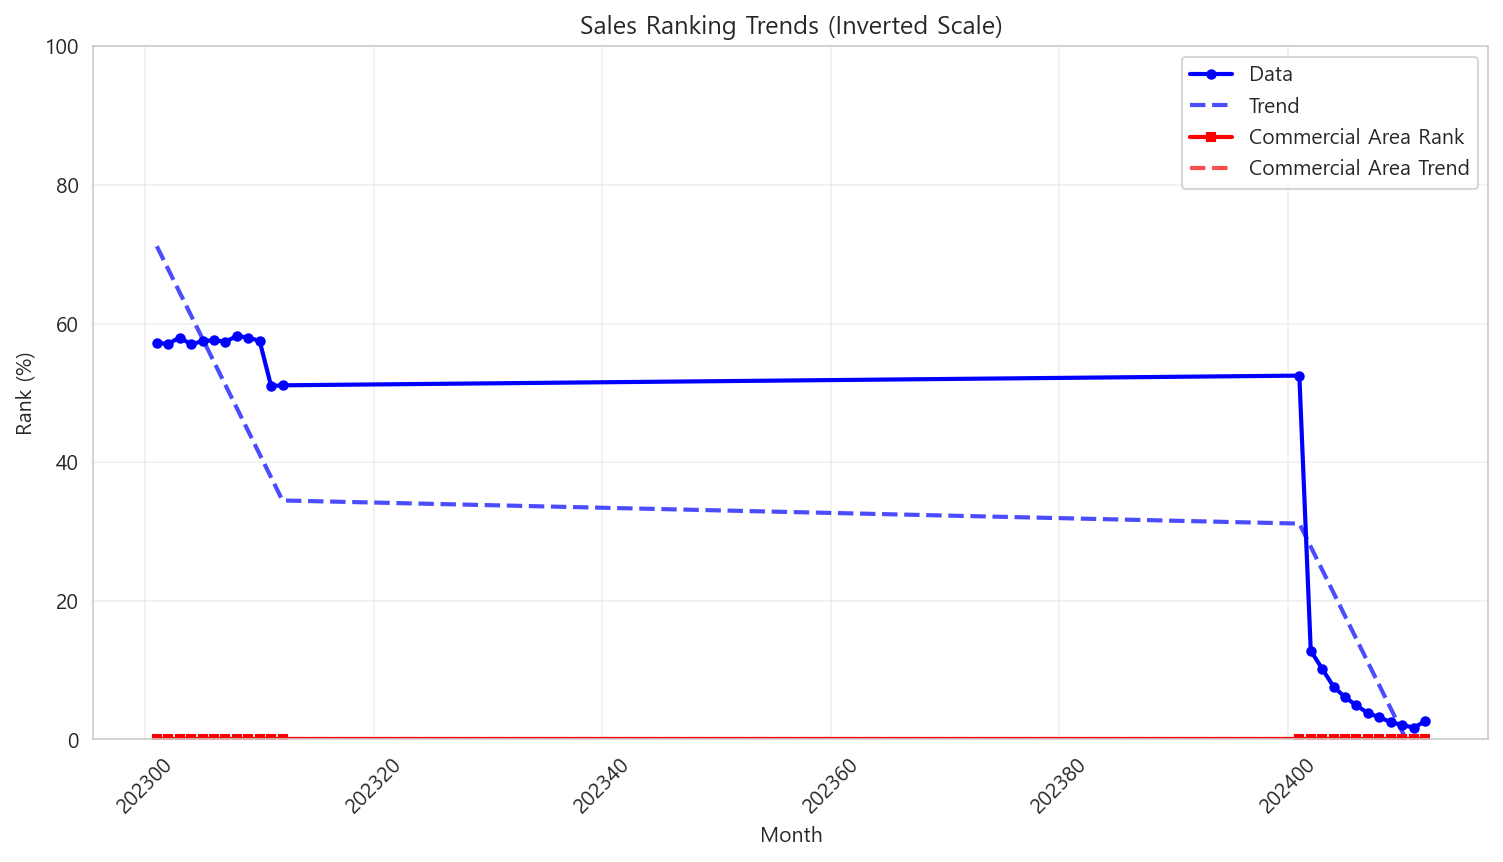 Sales Ranking Trends (Inverted Scale)
100
80
60
40
20
0
Rank (%)
Data
Trend
Commercial Area Rank
Commercial Area Trend
202300
202320
202340
202360
202380
202400
Month